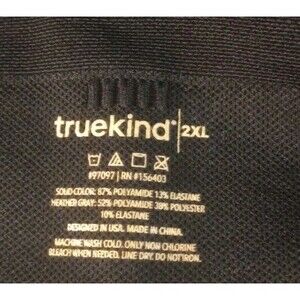 truekind® 2XL
#97097 | RN #156403
SOLID COLOR: 87% POLYAMIDE 13% ELASTANE
HEATHER GRAY: 52% POLYAMIDE 38% POLYESTER
10% ELASTANE
DESIGNED IN USA. MADE IN CHINA.
MACHINE WASH COLD. ONLY NON CHLORINE
BLEACH WHEN NEEDED. LINE DRY. DO NOT IRON.